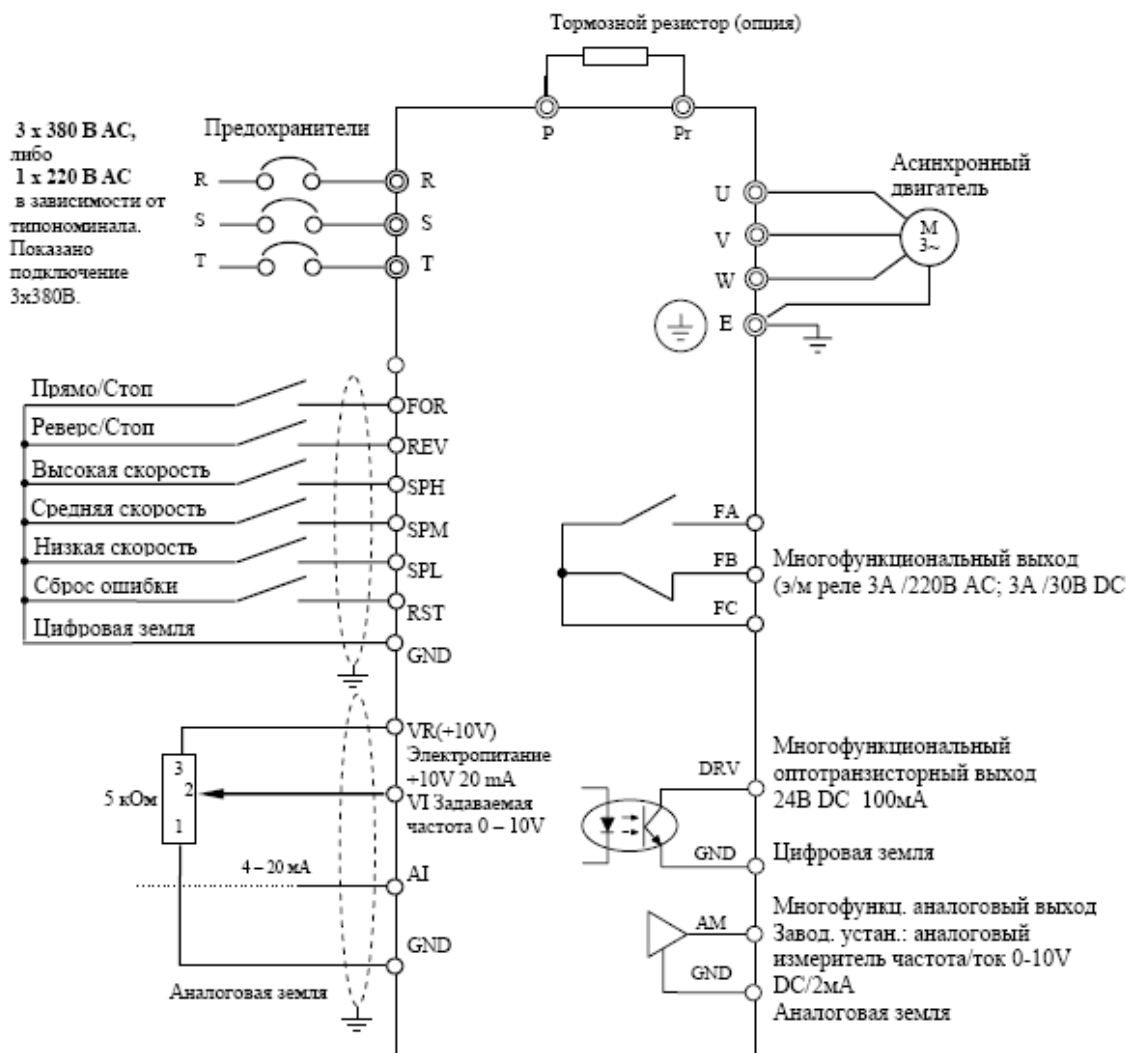 Тормозной резистор (опция)
P
Pr
3 x 380 В AC,
либо
1 x 220 В AC
в зависимости от
типономинала.
Показано
подключение
3x380В.
Предохранители
R
R
S
S
T
T
U
V
W
E
Асинхронный
двигатель
M
3~
Прямо/Стоп
FOR
Реверс/Стоп
REV
Высокая скорость
SPH
Средняя скорость
SPM
Низкая скорость
SPL
Сброс ошибки
RST
Цифровая земля
GND
FA
FB
FC
Многофункциональный выход
(э/м реле 3А /220В AC; 3А /30В DC
VR(+10V)
Электропитание
+10V 20 mA
VI Задаваемая
частота 0 – 10V
3
2
1
5 кОм
4 – 20 мА
AI
GND
Аналоговая земля
DRV
GND
Многофункциональный
оптотранзисторный выход
24В DC 100мА
Цифровая земля
AM
GND
Многофункц. аналоговый выход
Завод. устан.: аналоговый
измеритель частота/ток 0-10V
DC/2мА
Аналоговая земля